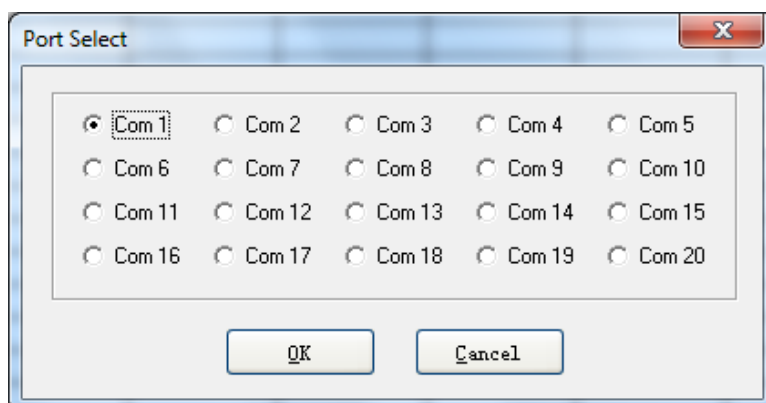 Port Select
Com 1 Com 2 Com 3 Com 4 Com 5
Com 6 Com 7 Com 8 Com 9 Com 10
Com 11 Com 12 Com 13 Com 14 Com 15
Com 16 Com 17 Com 18 Com 19 Com 20
OK Cancel